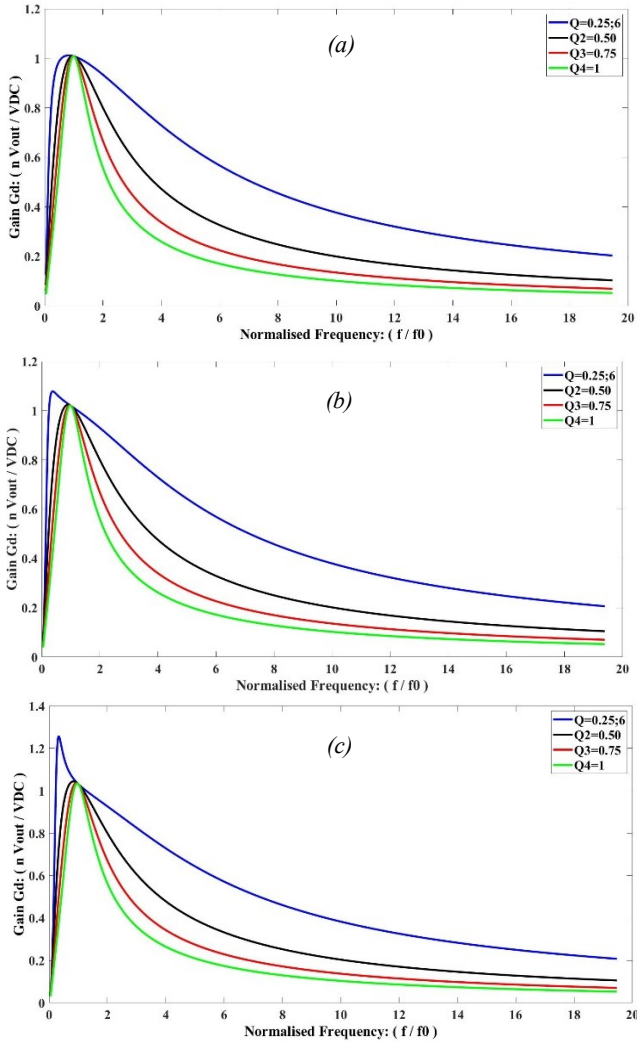 1.2
1
0.8
0.6
0.4
0.2
0
Gain Gd: ( n Vout / VDC )
(a)
Q=0.25;6
Q2=0.50
Q3=0.75
Q4=1
0 2 4 6 8 10 12 14 16 18 20
Normalised Frequency: ( f / f0 )
1.2
1
0.8
0.6
0.4
0.2
0
Gain Gd: ( n Vout / VDC )
(b)
Q=0.25;6
Q2=0.50
Q3=0.75
Q4=1
0 2 4 6 8 10 12 14 16 18 20
Normalised Frequency: ( f / f0 )
1.4
1.2
1
0.8
0.6
0.4
0.2
0
Gain Gd: ( n Vout / VDC )
(c)
Q=0.25;6
Q2=0.50
Q3=0.75
Q4=1
0 2 4 6 8 10 12 14 16 18 20
Normalised Frequency: ( f / f0 )